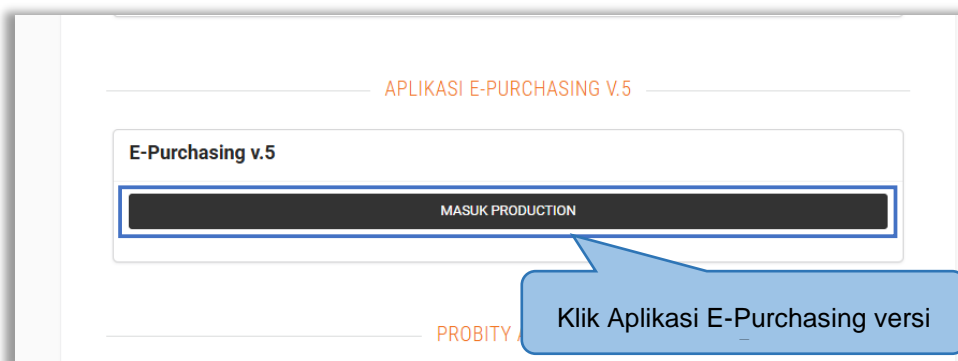 APLIKASI E-PURCHASING V.5
E-Purchasing v.5
MASUK PRODUCTION
Klik Aplikasi E-Purchasing versi
PROBITY